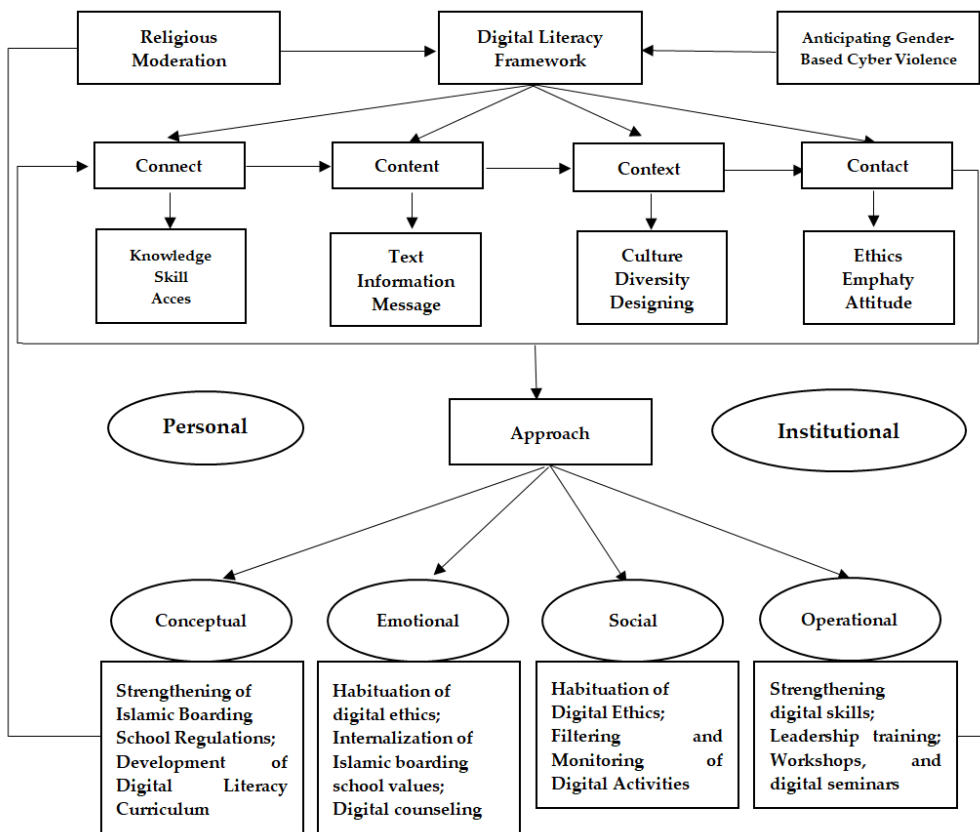 Religious
Moderation
Digital Literacy
Framework
Anticipating Gender-
Based Cyber Violence
Connect
Content
Context
Contact
Knowledge
Skill
Acces
Text
Information
Message
Culture
Diversity
Designing
Ethics
Emphaty
Attitude
Personal
Approach
Institutional
Conceptual
Emotional
Social
Operational
Strengthening of
Islamic Boarding
School Regulations;
Development of
Digital Literacy
Curriculum
Habituation of
digital ethics;
Internalization of
Islamic boarding
school values;
Digital counseling
Habituation of
Digital Ethics;
Filtering and
Monitoring of
Digital Activities
Strengthening
digital skills;
Leadership training;
Workshops, and
digital seminars